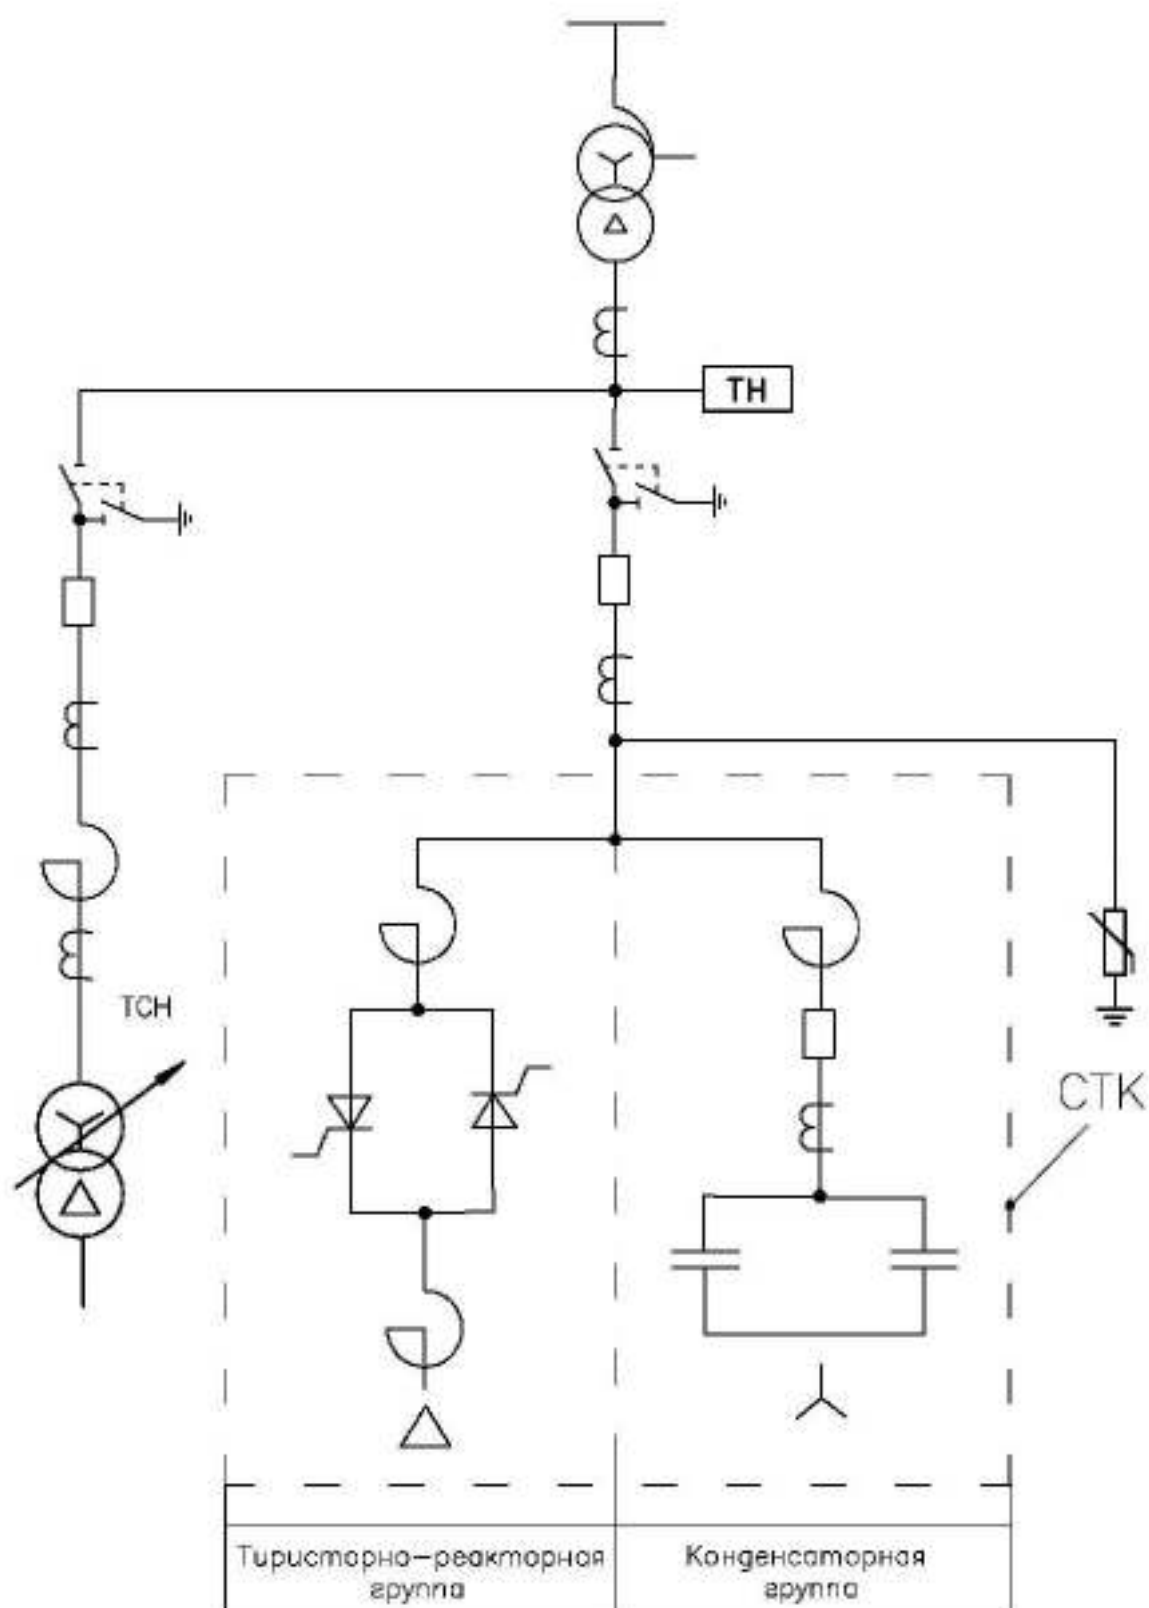 ТН
ТСН
СТК
Тиристорно-реакторная
группа
Конденсаторная
группа